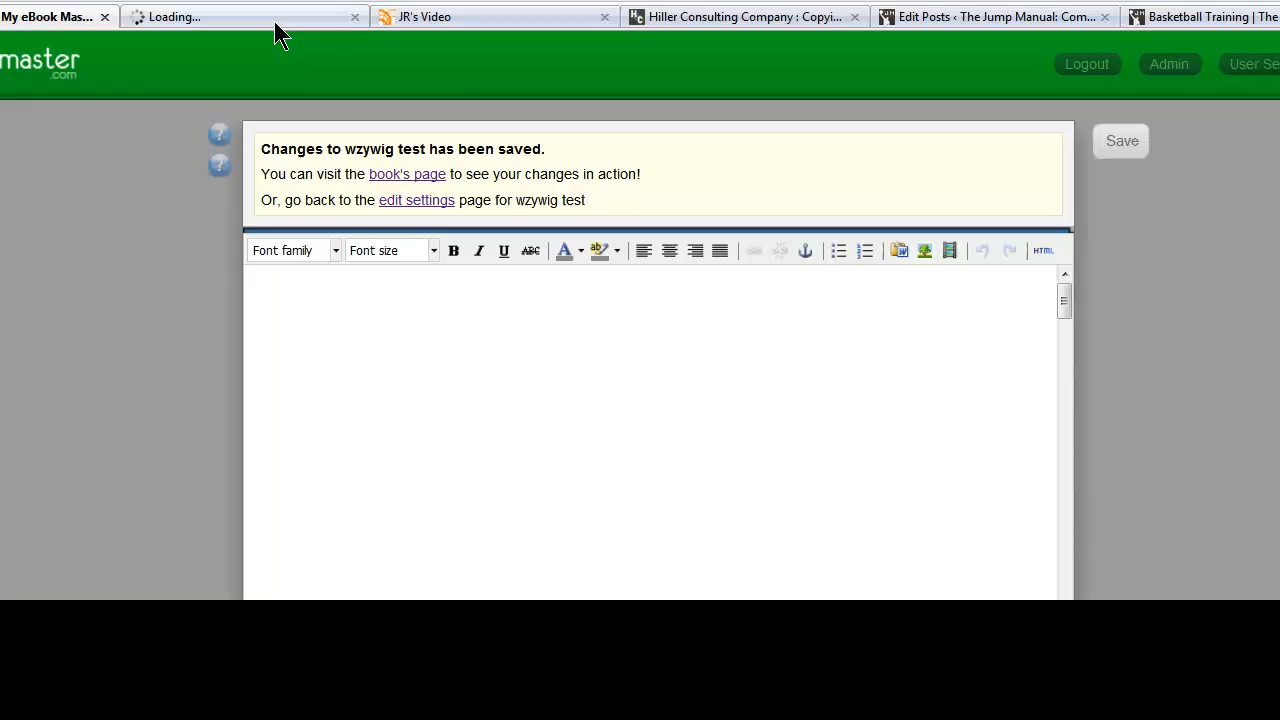 My eBook Mas...
Loading...
JR's Video
Hiller Consulting Company : Copyi...
Edit Posts ‹ The Jump Manual: Com...
Basketball Training | The
master
.com
Logout
Admin
User Se
Changes to wzywig test has been saved.
You can visit the book's page to see your changes in action!
Or, go back to the edit settings page for wzywig test
Save
Font family
Font size
B I U ABC
A
ab
HTML